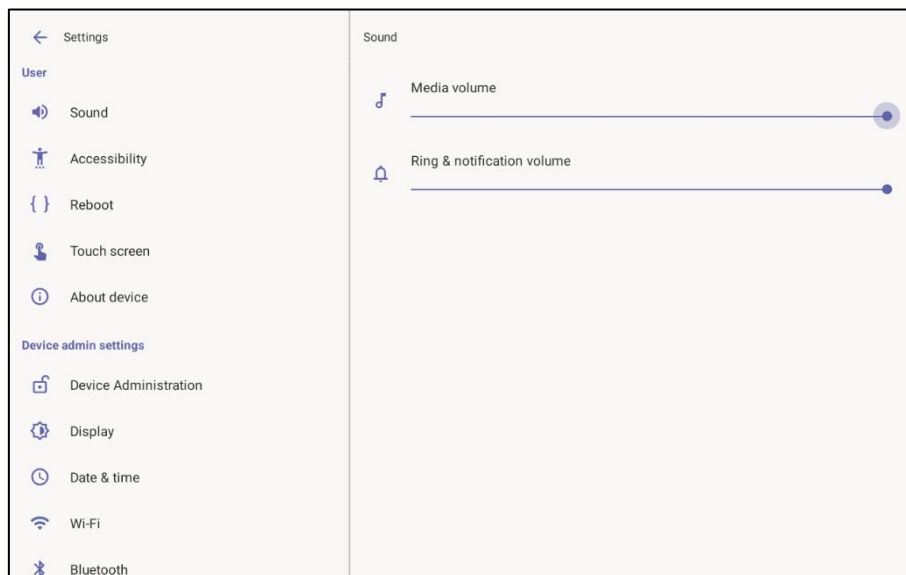 Settings
User
Sound
Accessibility
Reboot
Touch screen
About device
Device admin settings
Device Administration
Display
Date & time
Wi-Fi
Bluetooth
Sound
Media volume
Ring & notification volume